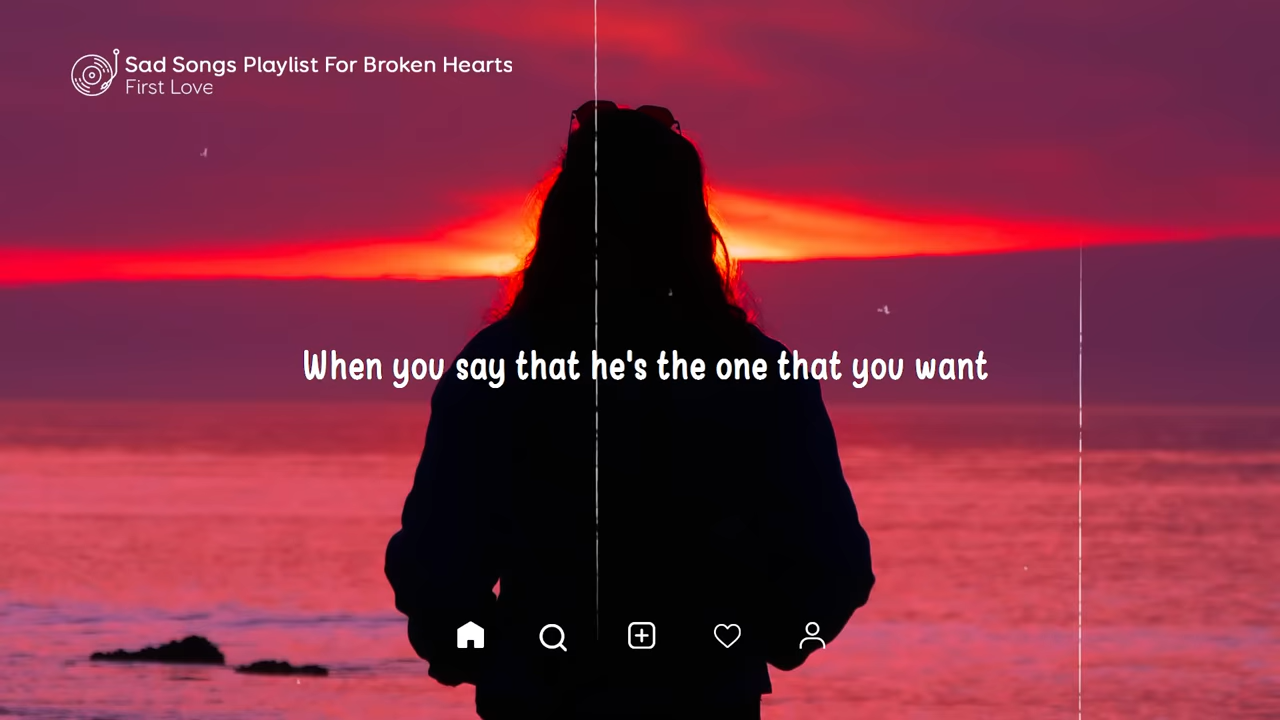 Sad Songs Playlist For Broken Hearts
First Love
When you say that he's the one that you want